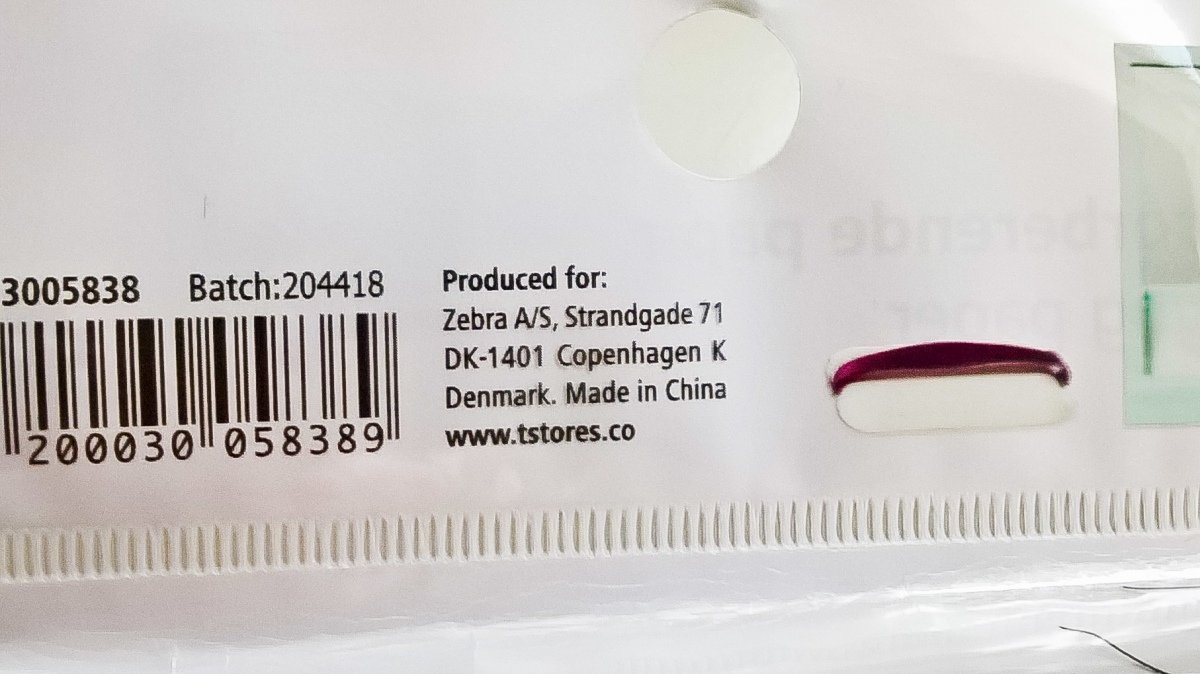 3005838 Batch:204418
200030 058389
Produced for:
Zebra A/S, Strandgade 71
DK-1401 Copenhagen K
Denmark. Made in China
www.tstores.co